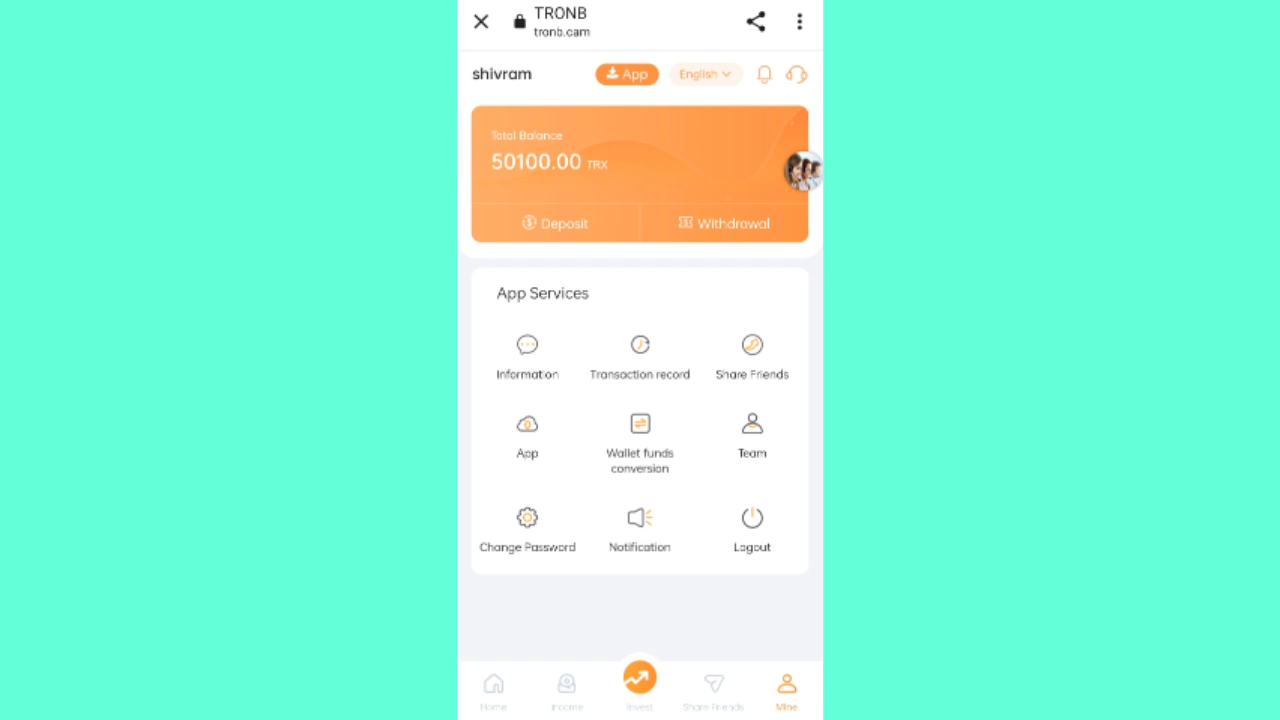 TRONB
tronb.cam
shivram
App
English
Total Balance
50100.00 TRX
Deposit
Withdrawal
App Services
Information
Transaction record
Share Friends
App
Wallet funds
conversion
Team
Change Password
Notification
Logout
Home
Income
Invest
Share Friends
Mine